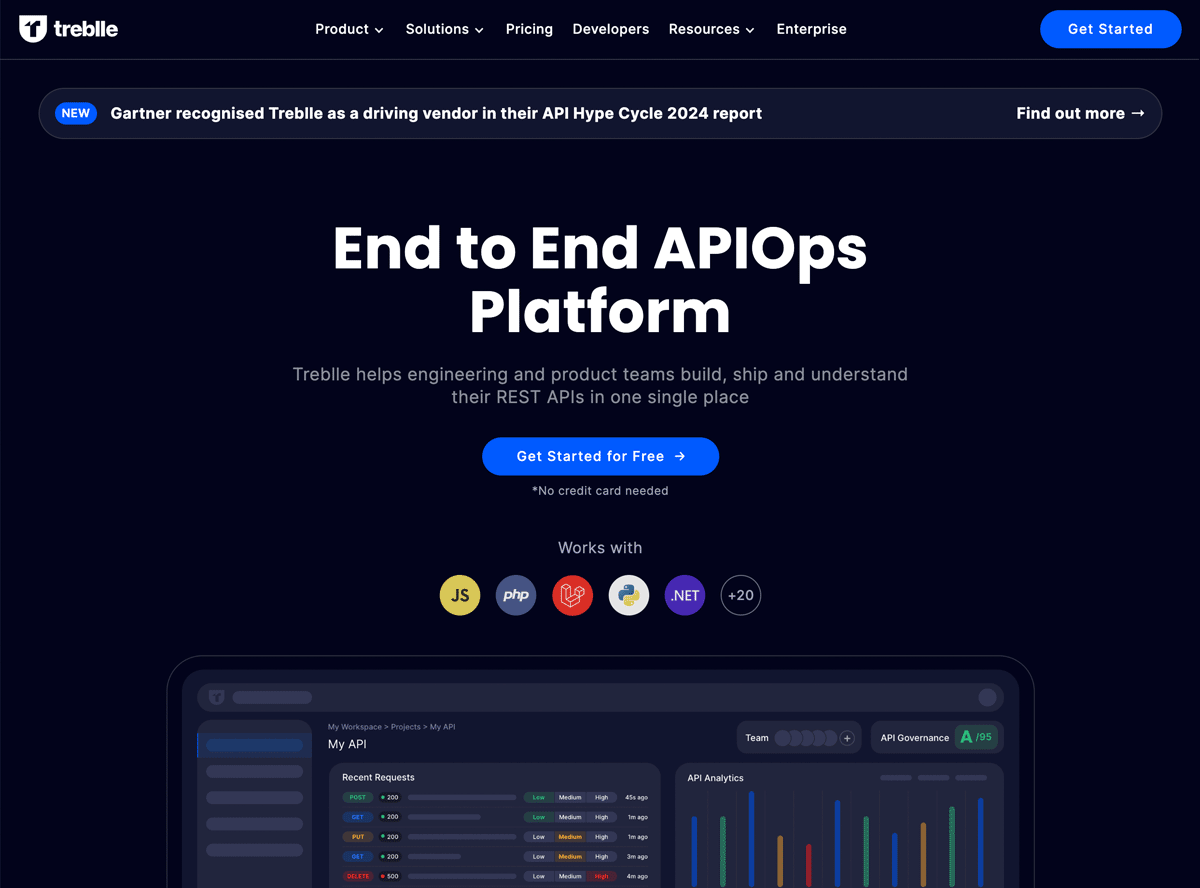 treblle
Product
Solutions
Pricing
Developers
Resources
Enterprise
Get Started
NEW
Gartner recognised Treblle as a driving vendor in their API Hype Cycle 2024 report
Find out more →
End to End APIOps
Platform
Treblle helps engineering and product teams build, ship and understand
their REST APIs in one single place
Get Started for Free →
*No credit card needed
Works with
JS
php
.NET
+20
My Workspace > Projects > My API
My API
Team
+
API Governance
A /95
Recent Requests
POST 200 Low Medium High 45s ago
GET 200 Low Medium High 1m ago
PUT 200 Low Medium High 1m ago
GET 200 Low Medium High 3m ago
DELETE 500 Low Medium High 4m ago
API Analytics